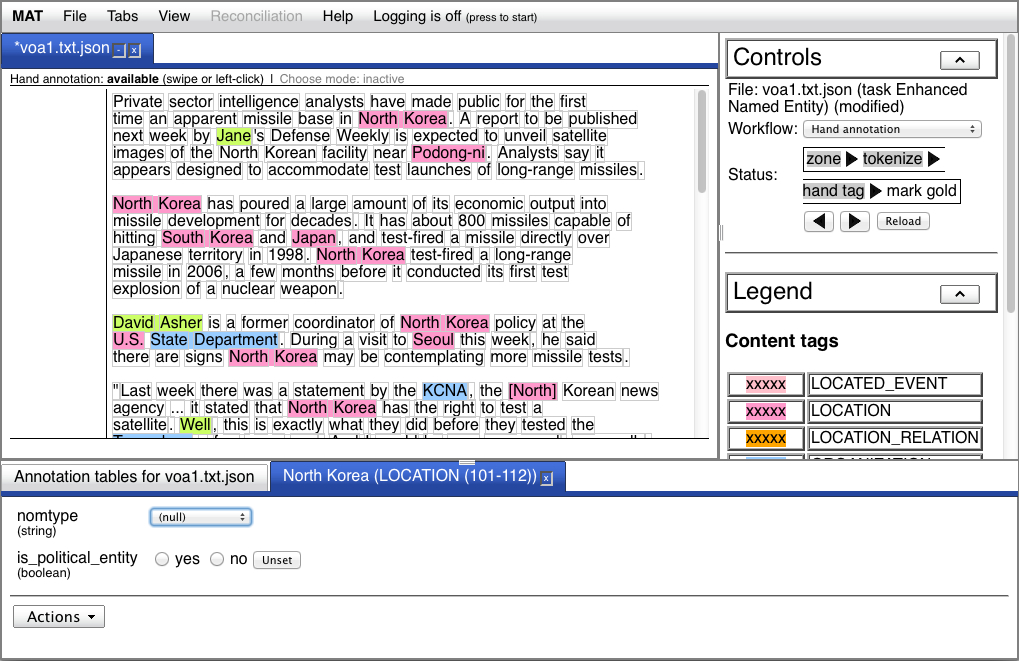 MAT File Tabs View Reconciliation Help Logging is off (press to start)
*voa1.txt.json - x
Hand annotation: available (swipe or left-click) | Choose mode: inactive
Private sector intelligence analysts have made public for the first
time an apparent missile base in North Korea. A report to be published
next week by Jane's Defense Weekly is expected to unveil satellite
images of the North Korean facility near Podong-ni. Analysts say it
appears designed to accommodate test launches of long-range missiles.
North Korea has poured a large amount of its economic output into
missile development for decades. It has about 800 missiles capable of
hitting South Korea and Japan, and test-fired a missile directly over
Japanese territory in 1998. North Korea test-fired a long-range
missile in 2006, a few months before it conducted its first test
explosion of a nuclear weapon.
David Asher is a former coordinator of North Korea policy at the
U.S. State Department. During a visit to Seoul this week, he said
there are signs North Korea may be contemplating more missile tests.
"Last week there was a statement by the KCNA, the [North] Korean news
agency ... it stated that North Korea has the right to test a
satellite. Well, this is exactly what they did before they tested the
Controls
File: voa1.txt.json (task Enhanced
Named Entity) (modified)
Workflow: Hand annotation
Status:
zone tokenize
hand tag mark gold
Reload
Legend
Content tags
xxxxx LOCATED_EVENT
xxxxx LOCATION
xxxxx LOCATION_RELATION
Annotation tables for voa1.txt.json
North Korea (LOCATION (101-112)) x
nomtype (null)
(string)
is_political_entity yes no Unset
(boolean)
Actions